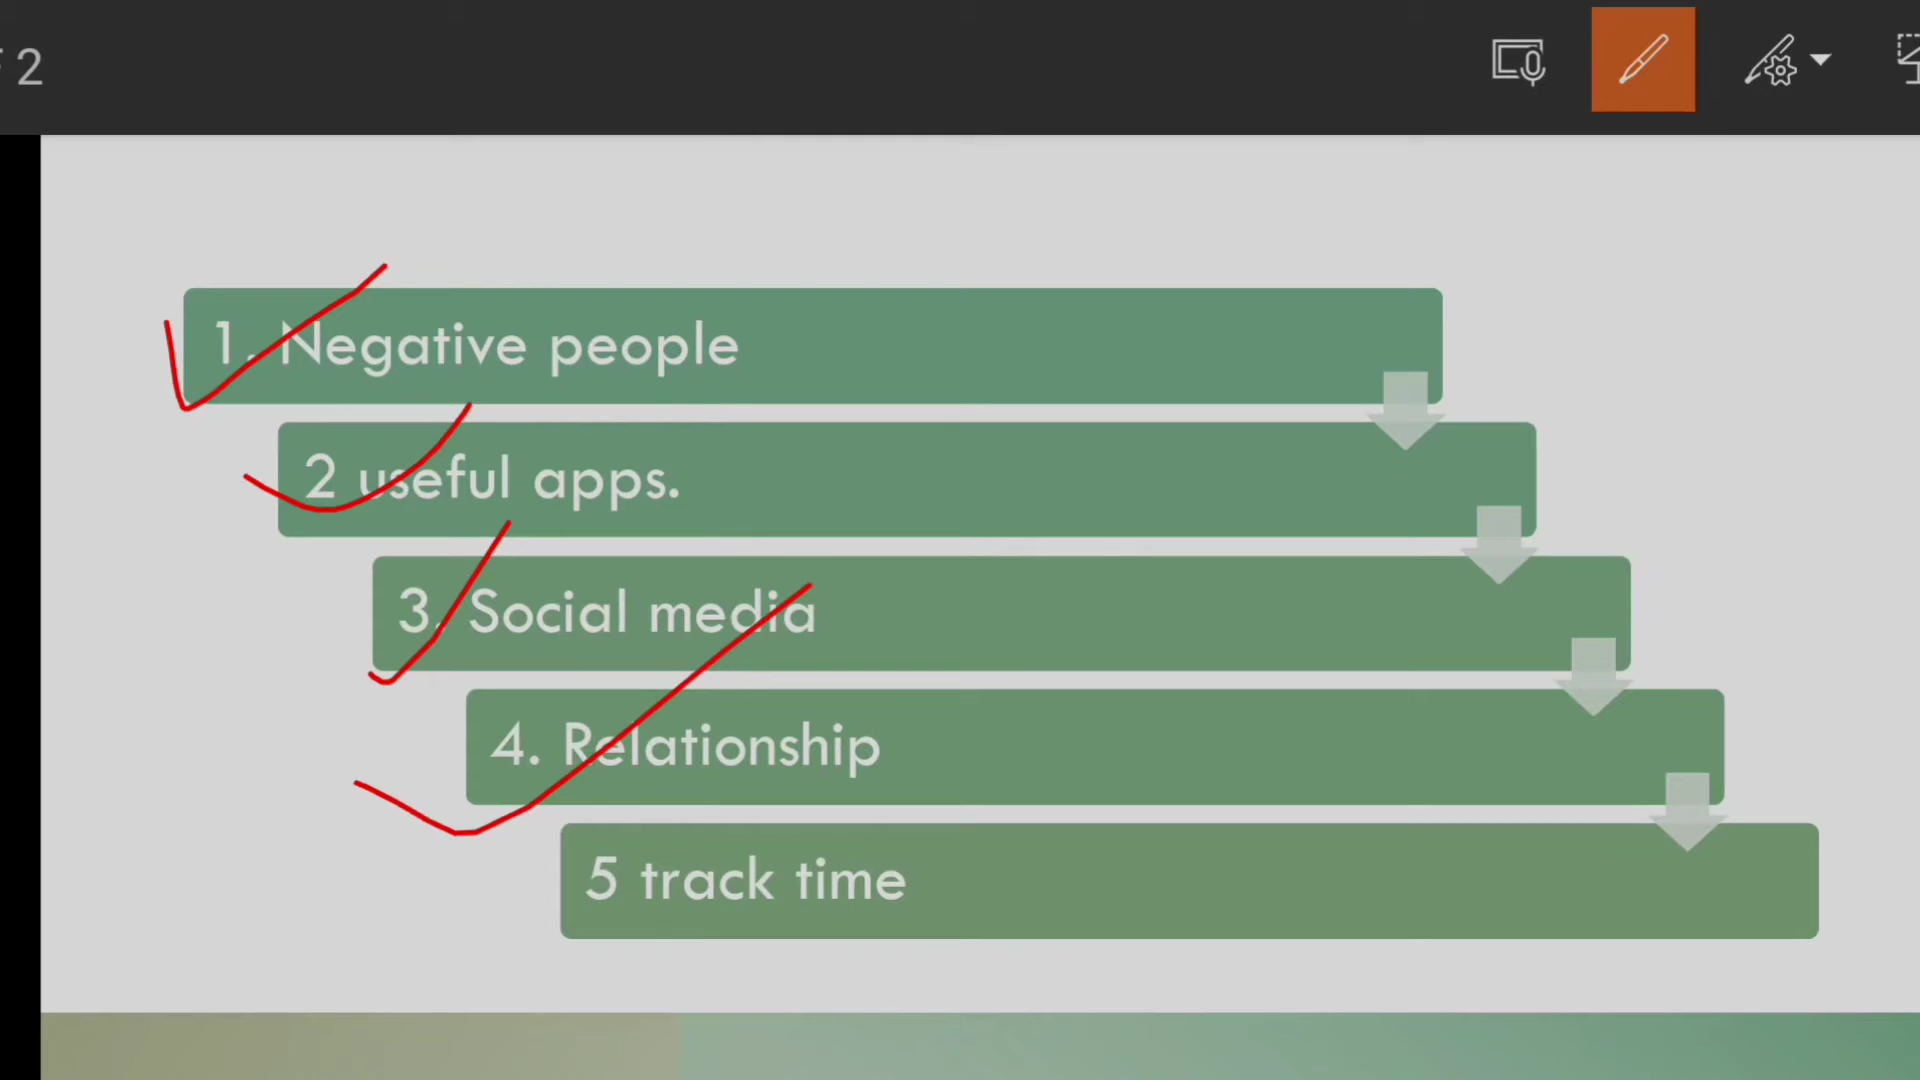 2
1. Negative people
2 useful apps.
3. Social media
4. Relationship
5 track time